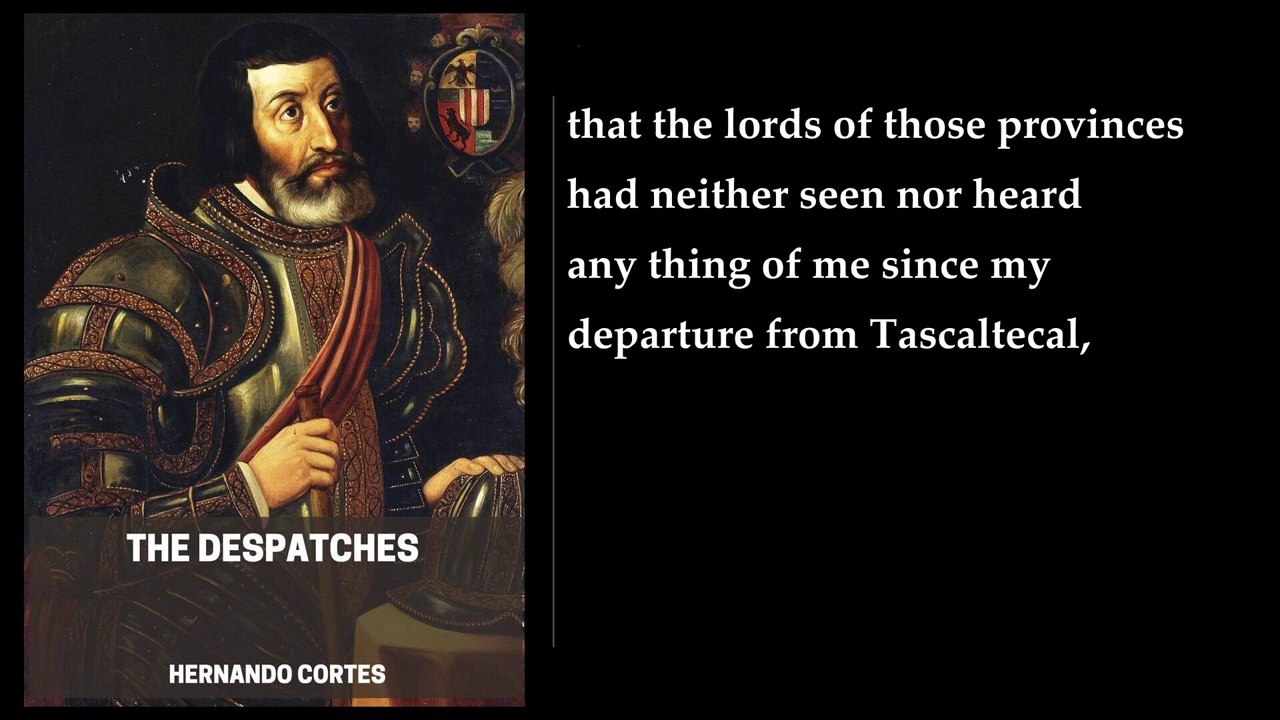 THE DESPATCHES
HERNANDO CORTES
that the lords of those provinces
had neither seen nor heard
any thing of me since my
departure from Tascaltecal,